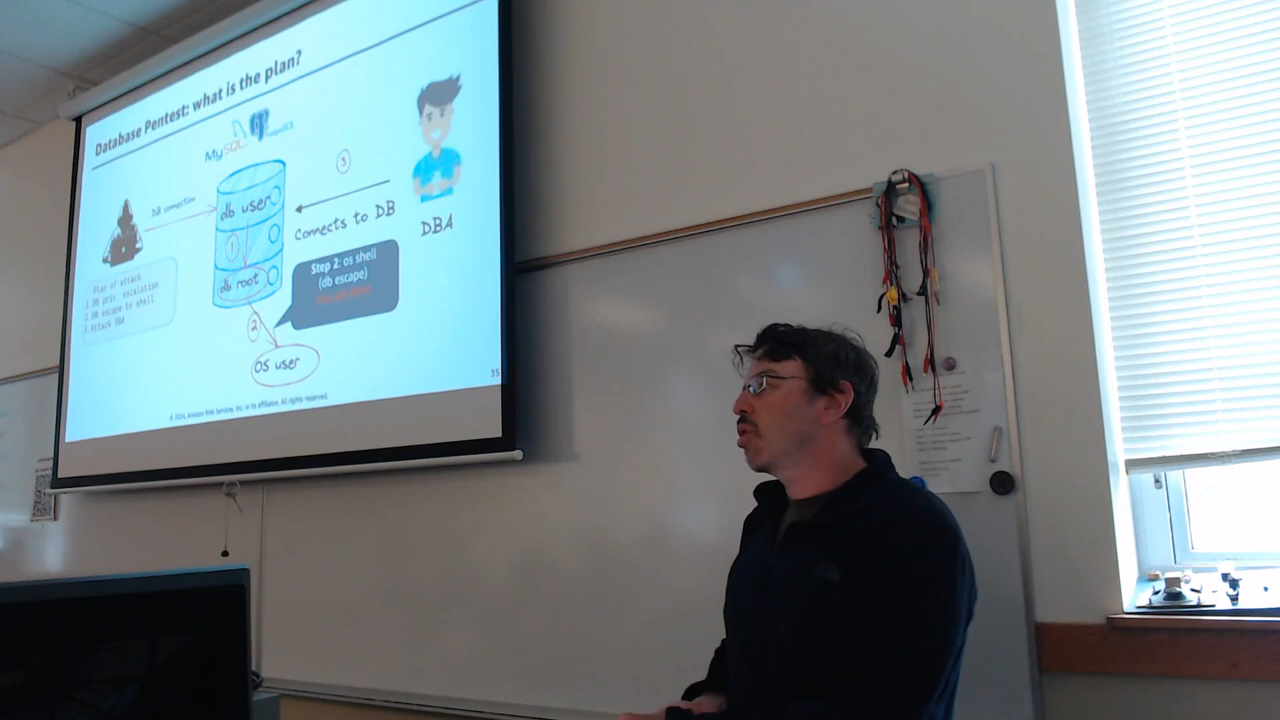 Database Pentest: what is the plan?
MySQL
3
DB connection
db user
1
Connects to DB
DBA
db root
Step 2: os shell
(db escape)
Plan of attack
1.DB priv escalation
2.DB escape to shell
3.Attack DBA
2
OS user
35
© 2024, Amazon Web Services, Inc. or its affiliates. All rights reserved.